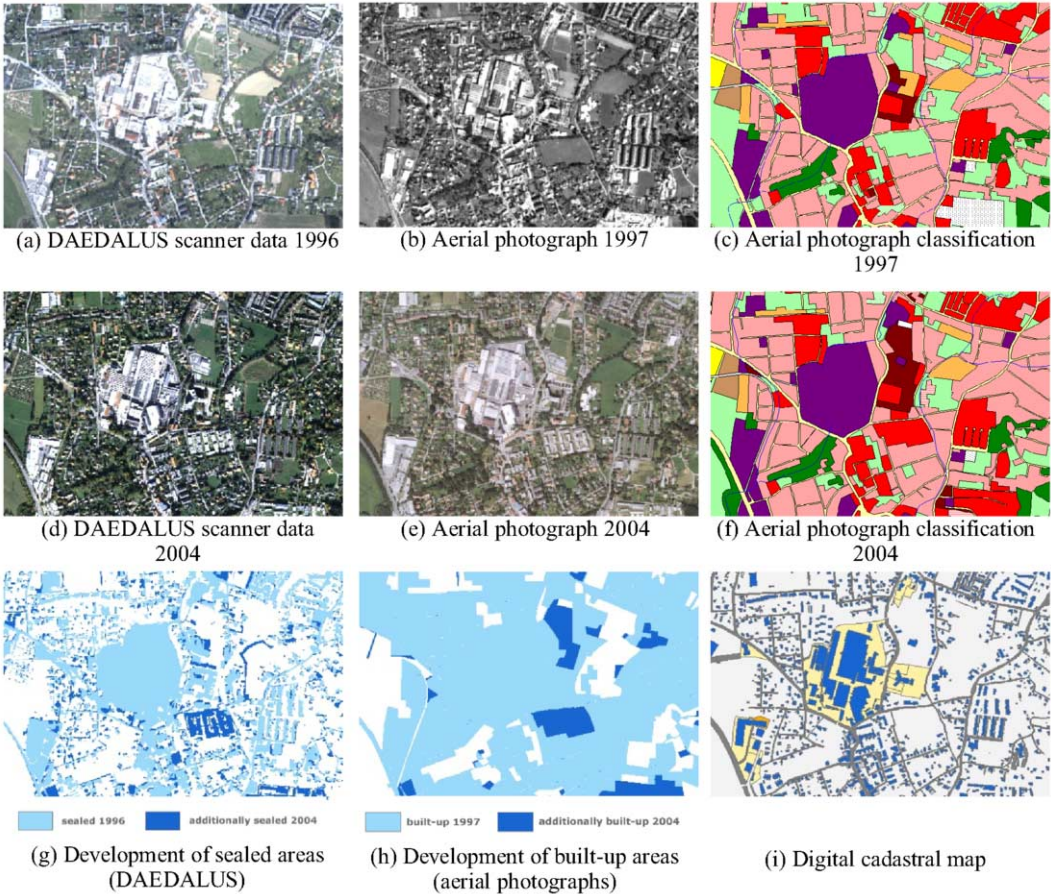 (a) DAEDALUS scanner data 1996
(b) Aerial photograph 1997
(c) Aerial photograph classification
1997
(d) DAEDALUS scanner data
2004
(e) Aerial photograph 2004
(f) Aerial photograph classification
2004
sealed 1996
additionally sealed 2004
built-up 1997
additionally built-up 2004
(g) Development of sealed areas
(DAEDALUS)
(h) Development of built-up areas
(aerial photographs)
(i) Digital cadastral map